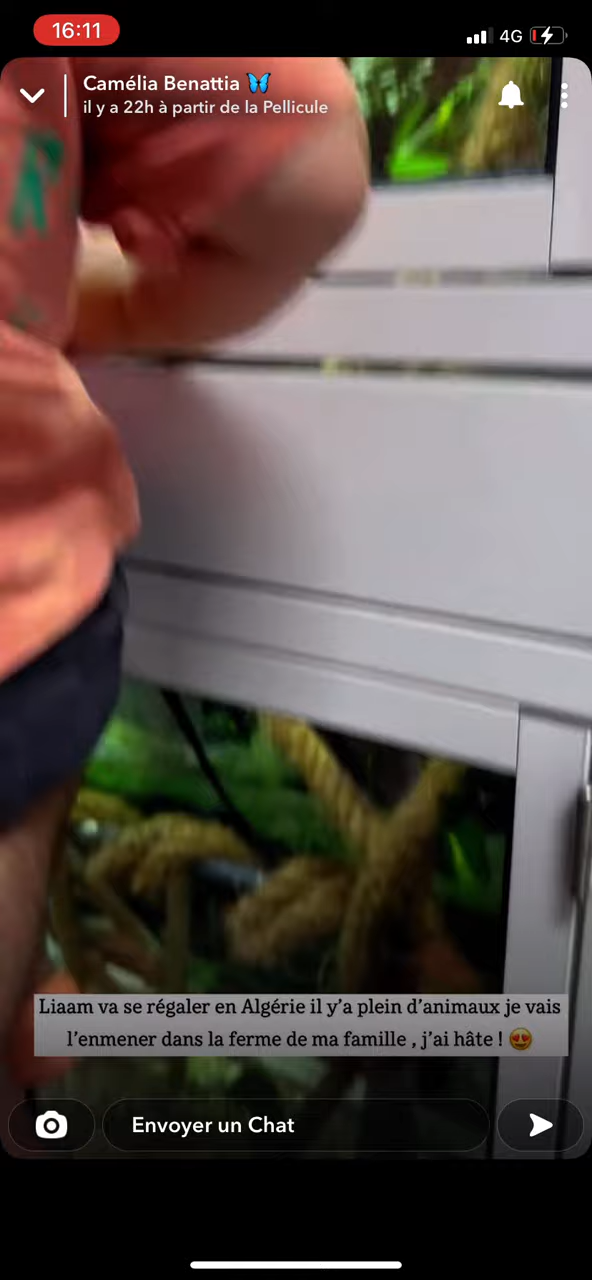 16:11
4G
Camélia Benattia 🦋
il y a 22h à partir de la Pellicule
Liaam va se régaler en Algérie il y'a plein d'animaux je vais
l'enmener dans la ferme de ma famille , j'ai hâte ! 😍
Envoyer un Chat